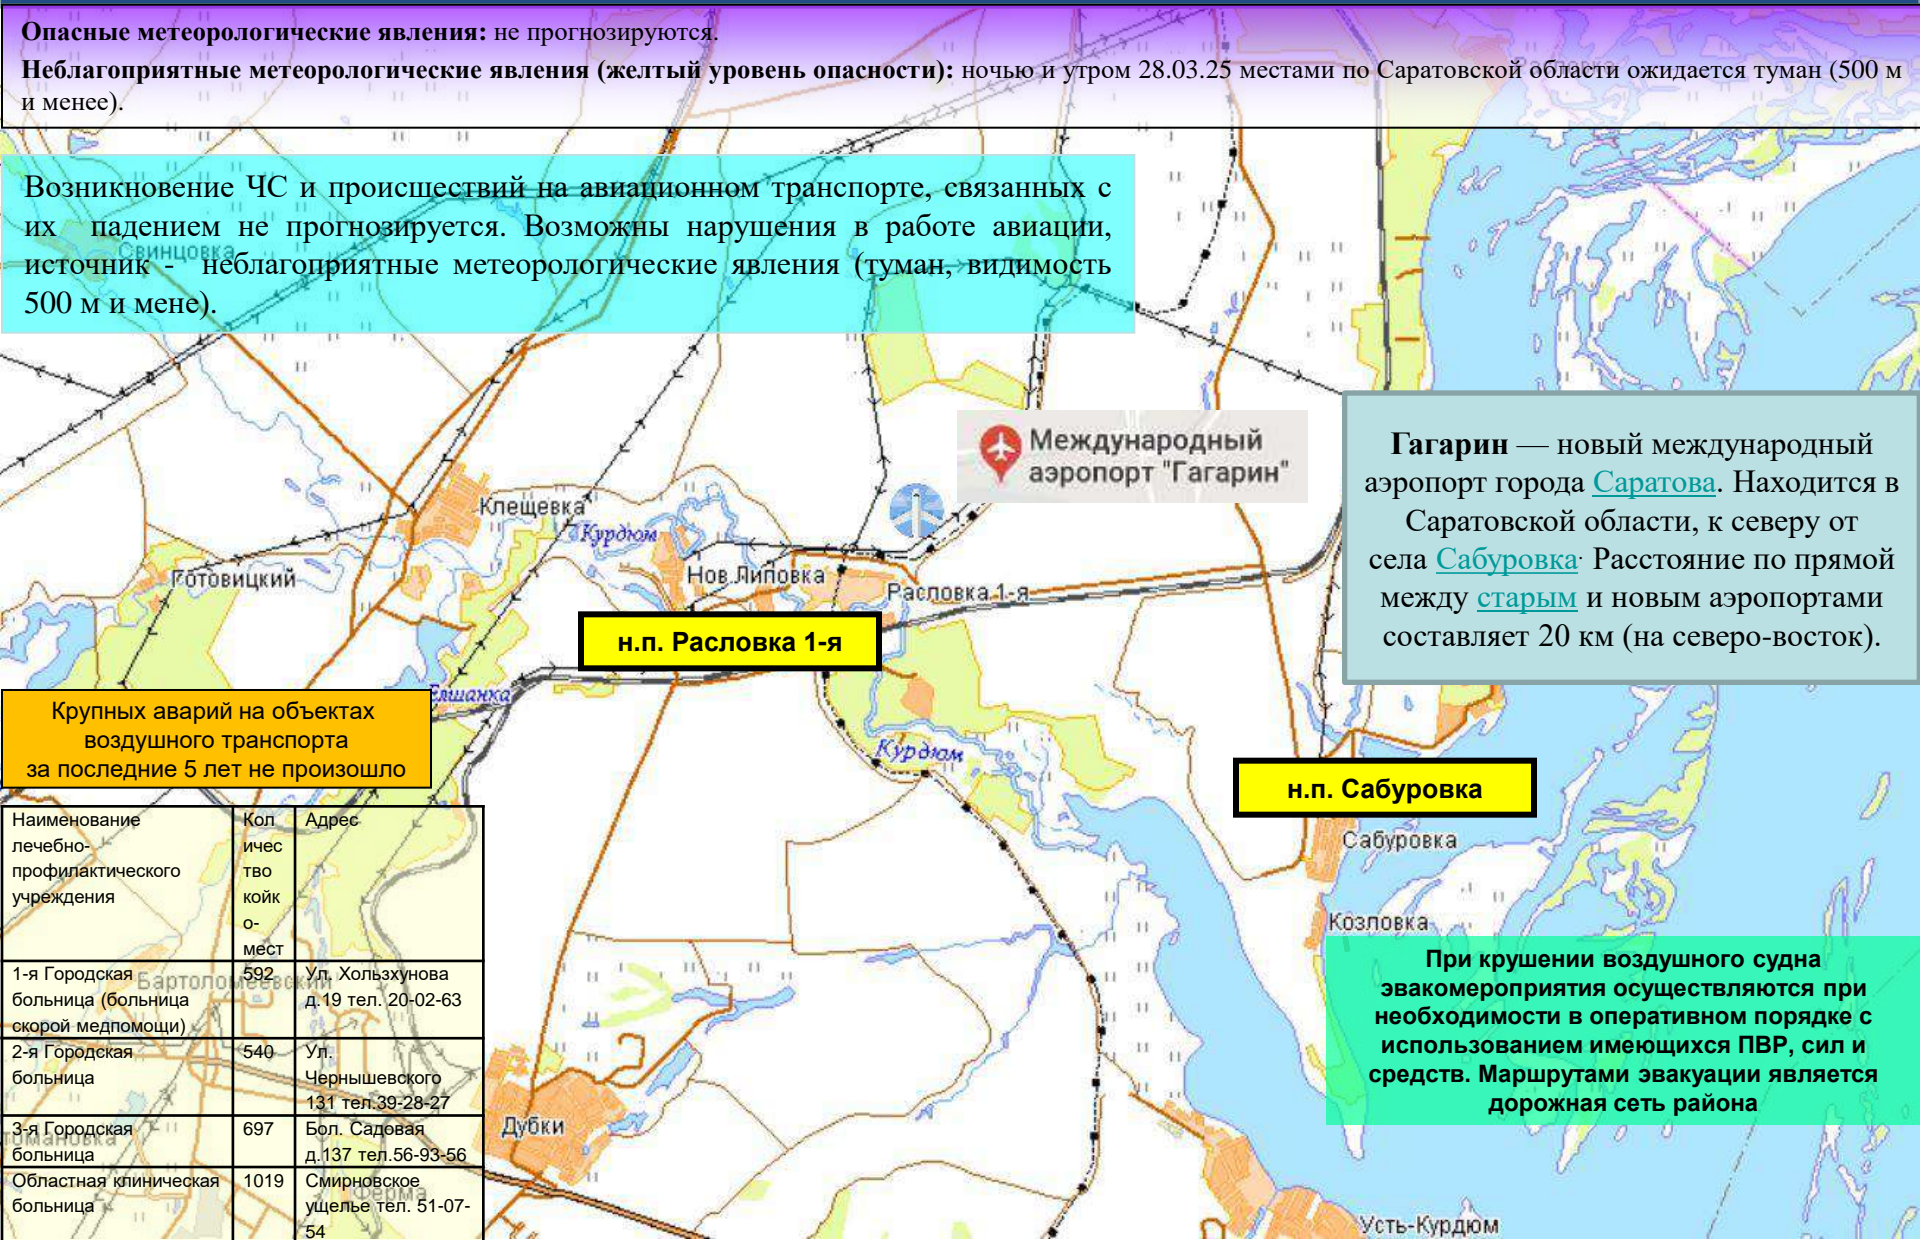 Опасные метеорологические явления: не прогнозируются.
Неблагоприятные метеорологические явления (желтый уровень опасности): ночью и утром 28.03.25 местами по Саратовской области ожидается туман (500 м
и менее).
Возникновение ЧС и происшествий на авиационном транспорте, связанных с
их падением не прогнозируется. Возможны нарушения в работе авиации,
источник - неблагоприятные метеорологические явления (туман, видимость
500 м и мене).
Свинцовка
Международный
аэропорт "Гагарин"
Гагарин — новый международный
аэропорт города Саратова. Находится в
Саратовской области, к северу от
села Сабуровка. Расстояние по прямой
между старым и новым аэропортами
составляет 20 км (на северо-восток).
Клещевка
Курдюм
Готовицкий
Нов.Липовка
Расловка 1-я
н.п. Расловка 1-я
Елшанка
Крупных аварий на объектах
воздушного транспорта
за последние 5 лет не произошло
Курдюм
н.п. Сабуровка
Сабуровка
Козловка
Наименование
лечебно-
профилактического
учреждения
Кол
ичес
тво
койк
о-
мест
Адрес
1-я Городская
больница (больница
скорой медпомощи)
592
Ул. Хользхунова
д.19 тел. 20-02-63
2-я Городская
больница
540
Ул.
Чернышевского
131 тел.39-28-27
3-я Городская
больница
697
Бол. Садовая
д.137 тел.56-93-56
Областная клиническая
больница
1019
Смирновское
ущелье тел. 51-07-
54
Бартоломеевский
Ферма
Дубки
При крушении воздушного судна
эвакомероприятия осуществляются при
необходимости в оперативном порядке с
использованием имеющихся ПВР, сил и
средств. Маршрутами эвакуации является
дорожная сеть района
Усть-Курдюм